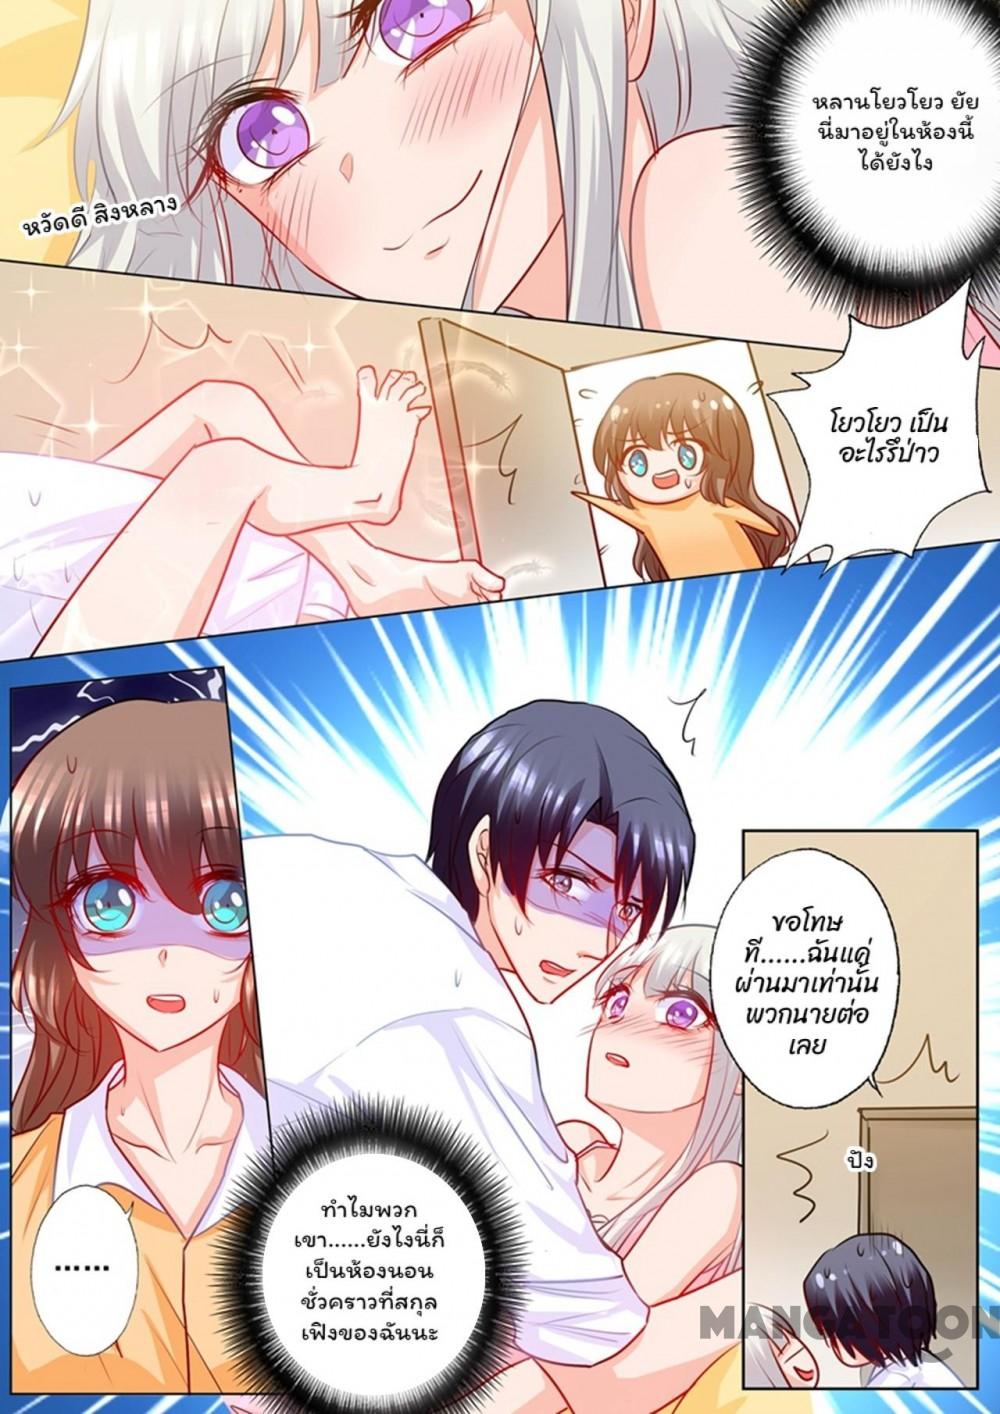 หลานโยวโยว ยัย
นี่มาอยู่ในห้องนี้
ได้ยังไง
หวัดดี สิงหลาง
โยวโยว เป็น
อะไรรึป่าว
ขอโทษ
ที......ฉันแค่
ผ่านมาเท่านั้น
พวกนายต่อ
เลย
ปัง
ทำไมพวก
เขา......ยังไงนี่ก็
เป็นห้องนอน
ชั่วคราวที่สกุล
เฟิงของฉันนะ
......
MANGATOON